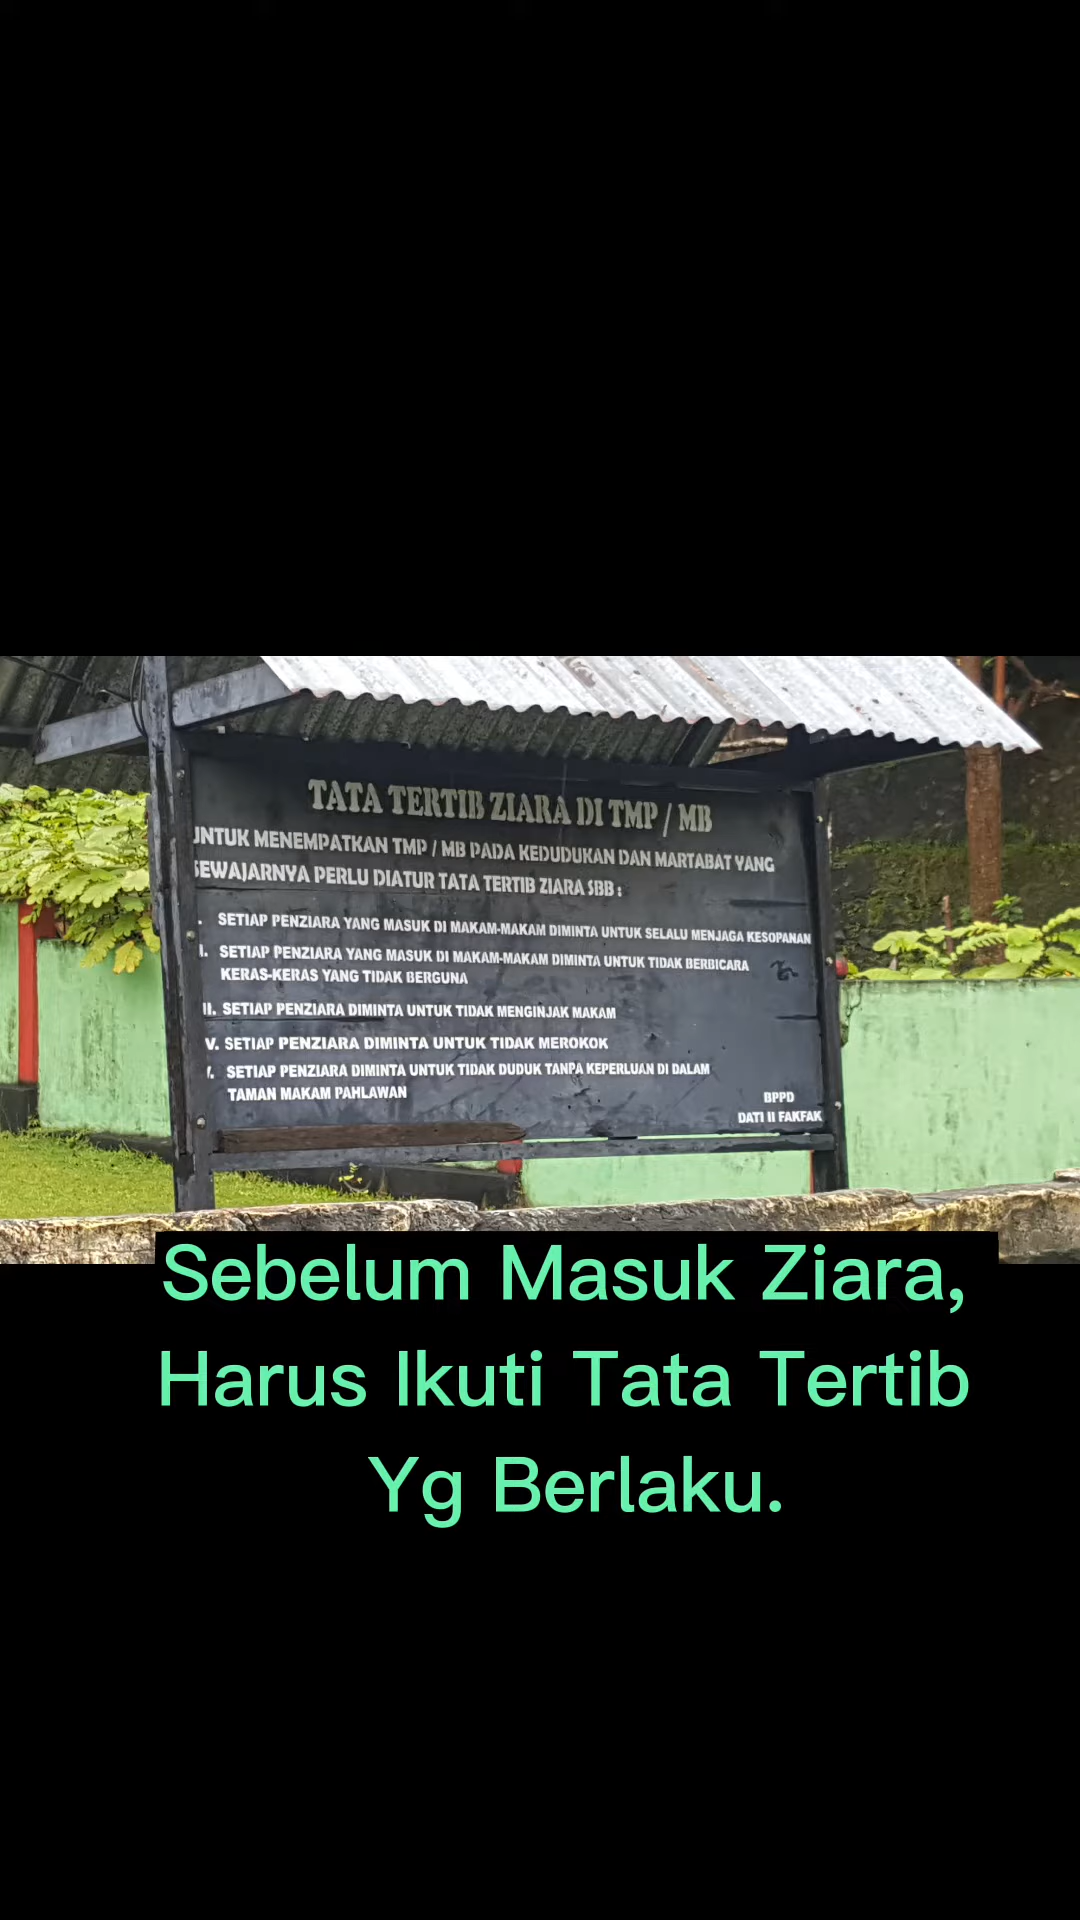 TATA TERTIB ZIARA DI TMP / MB
UNTUK MENEMPATKAN TMP / MB PADA KEDUDUKAN DAN MARTABAT YANG
SEWAJARNYA PERLU DIATUR TATA TERTIB ZIARA SBB :
. SETIAP PENZIARA YANG MASUK DI MAKAM-MAKAM DIMINTA UNTUK SELALU MENJAGA KESOPANAN
I. SETIAP PENZIARA YANG MASUK DI MAKAM-MAKAM DIMINTA UNTUK TIDAK BERBICARA
KERAS-KERAS YANG TIDAK BERGUNA
II. SETIAP PENZIARA DIMINTA UNTUK TIDAK MENGINJAK MAKAM
V. SETIAP PENZIARA DIMINTA UNTUK TIDAK MEROKOK
. SETIAP PENZIARA DIMINTA UNTUK TIDAK DUDUK TANPA KEPERLUAN DI DALAM
TAMAN MAKAM PAHLAWAN
BPPD
DATI II FAKFAK
Sebelum Masuk Ziara,
Harus Ikuti Tata Tertib
Yg Berlaku.